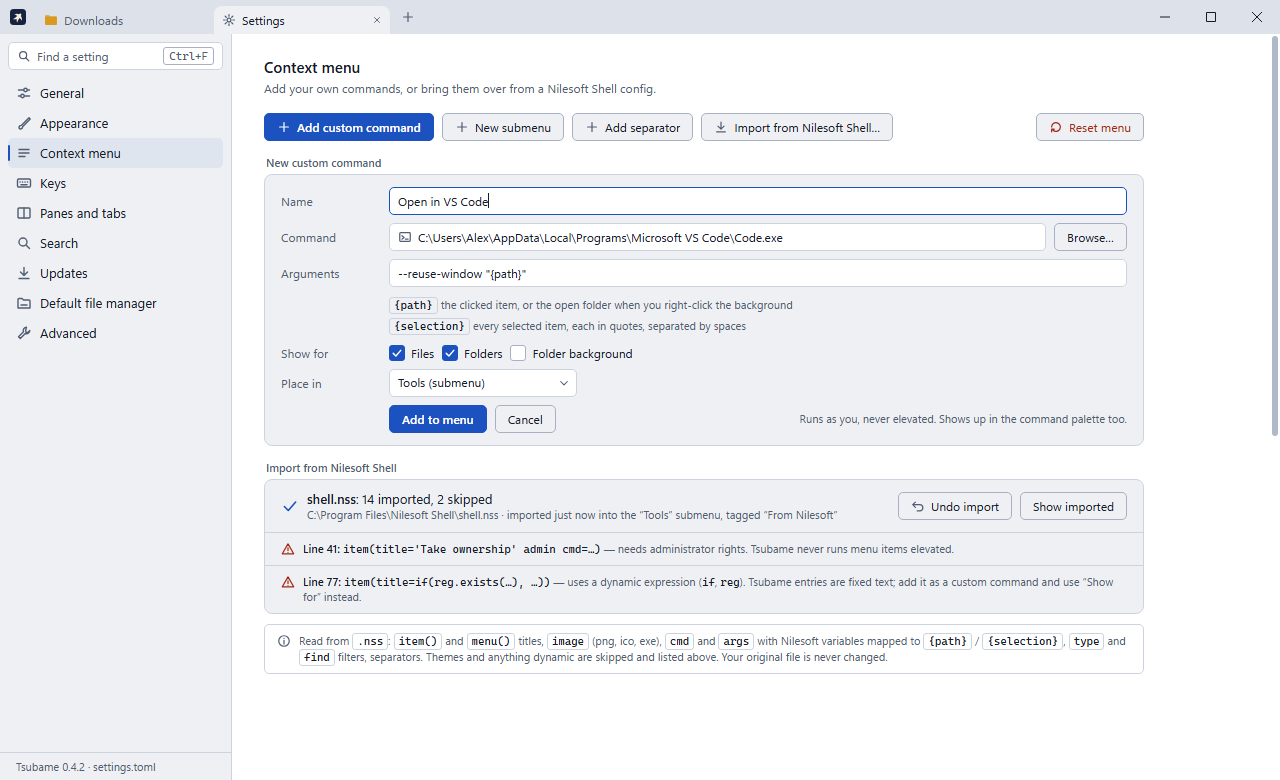 Downloads
Settings
Find a setting
Ctrl+F
General
Appearance
Context menu
Keys
Panes and tabs
Search
Updates
Default file manager
Advanced
Tsubame 0.4.2 · settings.toml
Context menu
Add your own commands, or bring them over from a Nilesoft Shell config.
Add custom command
New submenu
Add separator
Import from Nilesoft Shell...
Reset menu
New custom command
Name
Open in VS Code
Command
C:\Users\Alex\AppData\Local\Programs\Microsoft VS Code\Code.exe
Browse...
Arguments
--reuse-window "{path}"
{path} the clicked item, or the open folder when you right-click the background
{selection} every selected item, each in quotes, separated by spaces
Show for
Files
Folders
Folder background
Place in
Tools (submenu)
Add to menu
Cancel
Runs as you, never elevated. Shows up in the command palette too.
Import from Nilesoft Shell
shell.nss: 14 imported, 2 skipped
C:\Program Files\Nilesoft Shell\shell.nss · imported just now into the “Tools” submenu, tagged “From Nilesoft”
Undo import
Show imported
Line 41: item(title='Take ownership' admin cmd=…) — needs administrator rights. Tsubame never runs menu items elevated.
Line 77: item(title=if(reg.exists(…), …)) — uses a dynamic expression (if, reg). Tsubame entries are fixed text; add it as a custom command and use “Show
for” instead.
Read from .nss: item() and menu() titles, image (png, ico, exe), cmd and args with Nilesoft variables mapped to {path} / {selection}, type and
find filters, separators. Themes and anything dynamic are skipped and listed above. Your original file is never changed.